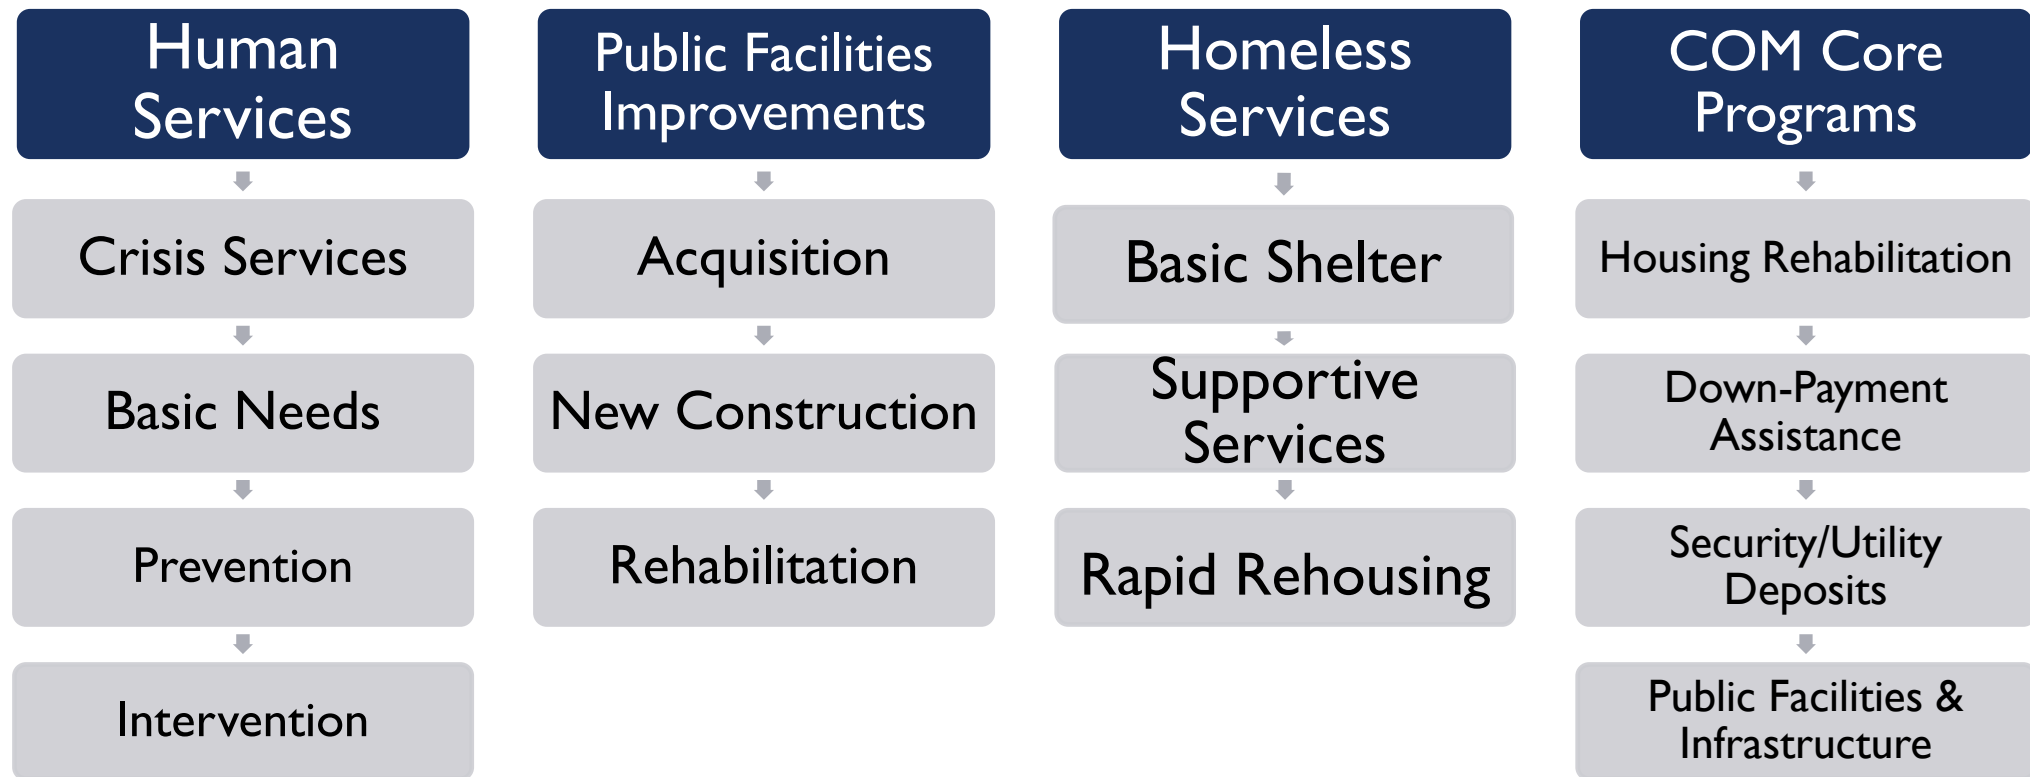 Human
Services
Crisis Services
Basic Needs
Prevention
Intervention
Public Facilities
Improvements
Acquisition
New Construction
Rehabilitation
Homeless
Services
Basic Shelter
Supportive
Services
Rapid Rehousing
COM Core
Programs
Housing Rehabilitation
Down-Payment
Assistance
Security/Utility
Deposits
Public Facilities &
Infrastructure